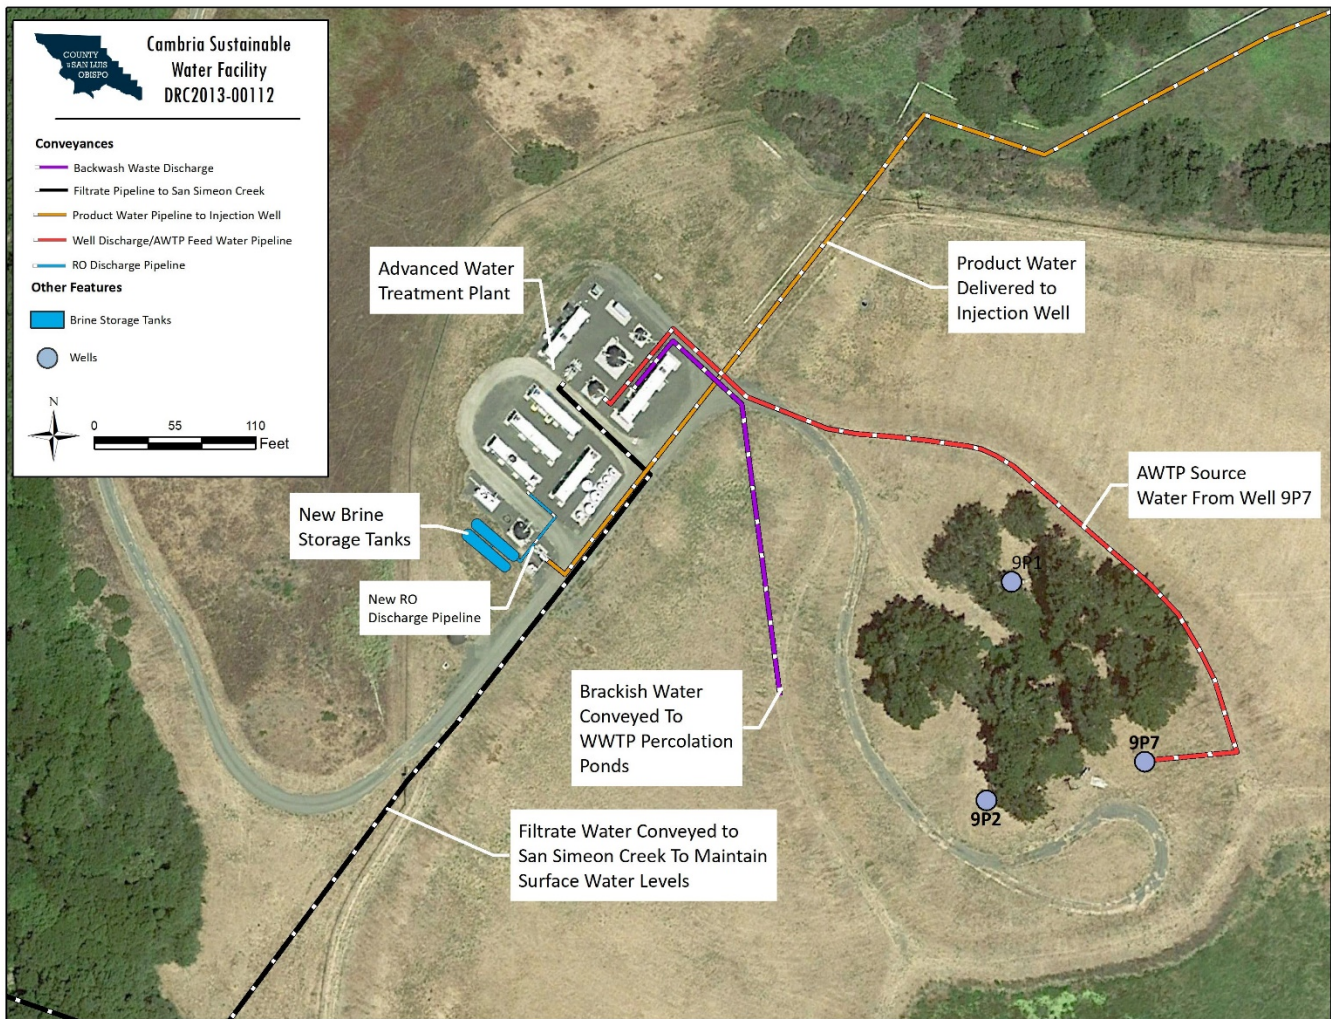 COUNTY
OF SAN LUIS
OBISPO
Cambria Sustainable
Water Facility
DRC2013-00112
Conveyances
Backwash Waste Discharge
Filtrate Pipeline to San Simeon Creek
Product Water Pipeline to Injection Well
Well Discharge/AWTP Feed Water Pipeline
RO Discharge Pipeline
Other Features
Brine Storage Tanks
Wells
N
0 55 110
Feet
Advanced Water
Treatment Plant
Product Water
Delivered to
Injection Well
AWTP Source
Water From Well 9P7
New Brine
Storage Tanks
New RO
Discharge Pipeline
9P1
Brackish Water
Conveyed To
WWTP Percolation
Ponds
9P7
9P2
Filtrate Water Conveyed to
San Simeon Creek To Maintain
Surface Water Levels